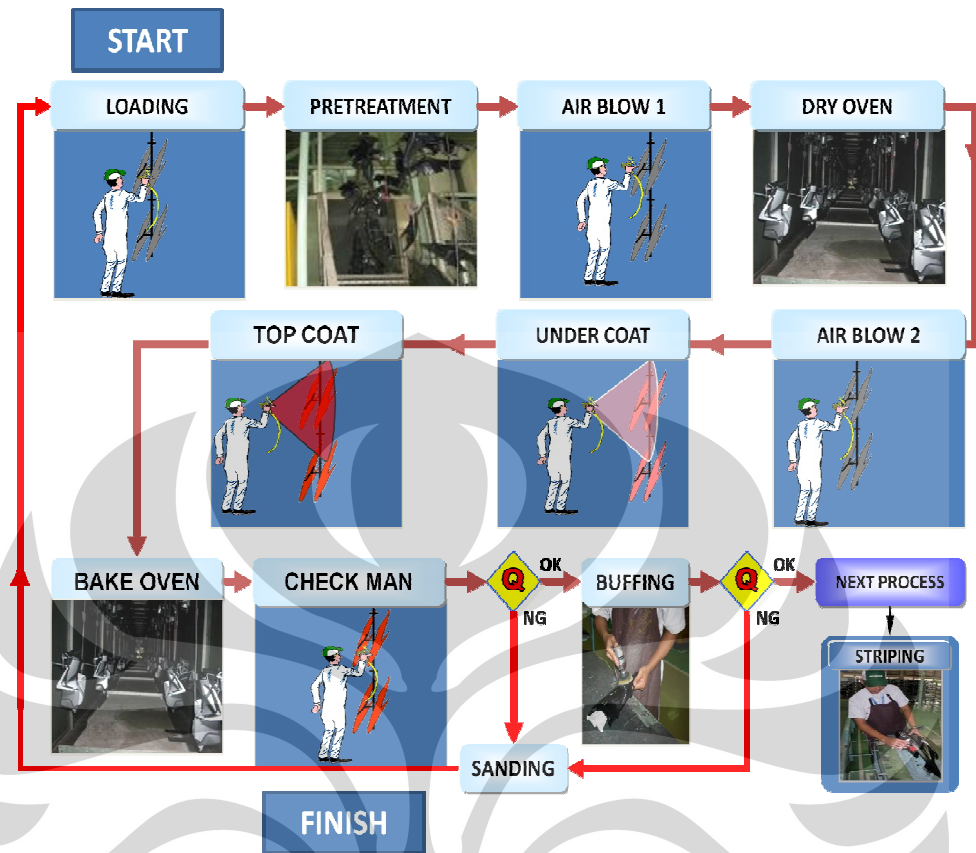 START
LOADING
PRETREATMENT
AIR BLOW 1
DRY OVEN
TOP COAT
UNDER COAT
AIR BLOW 2
BAKE OVEN
CHECK MAN
Q
OK
NG
BUFFING
Q
OK
NG
NEXT PROCESS
STRIPING
SANDING
FINISH